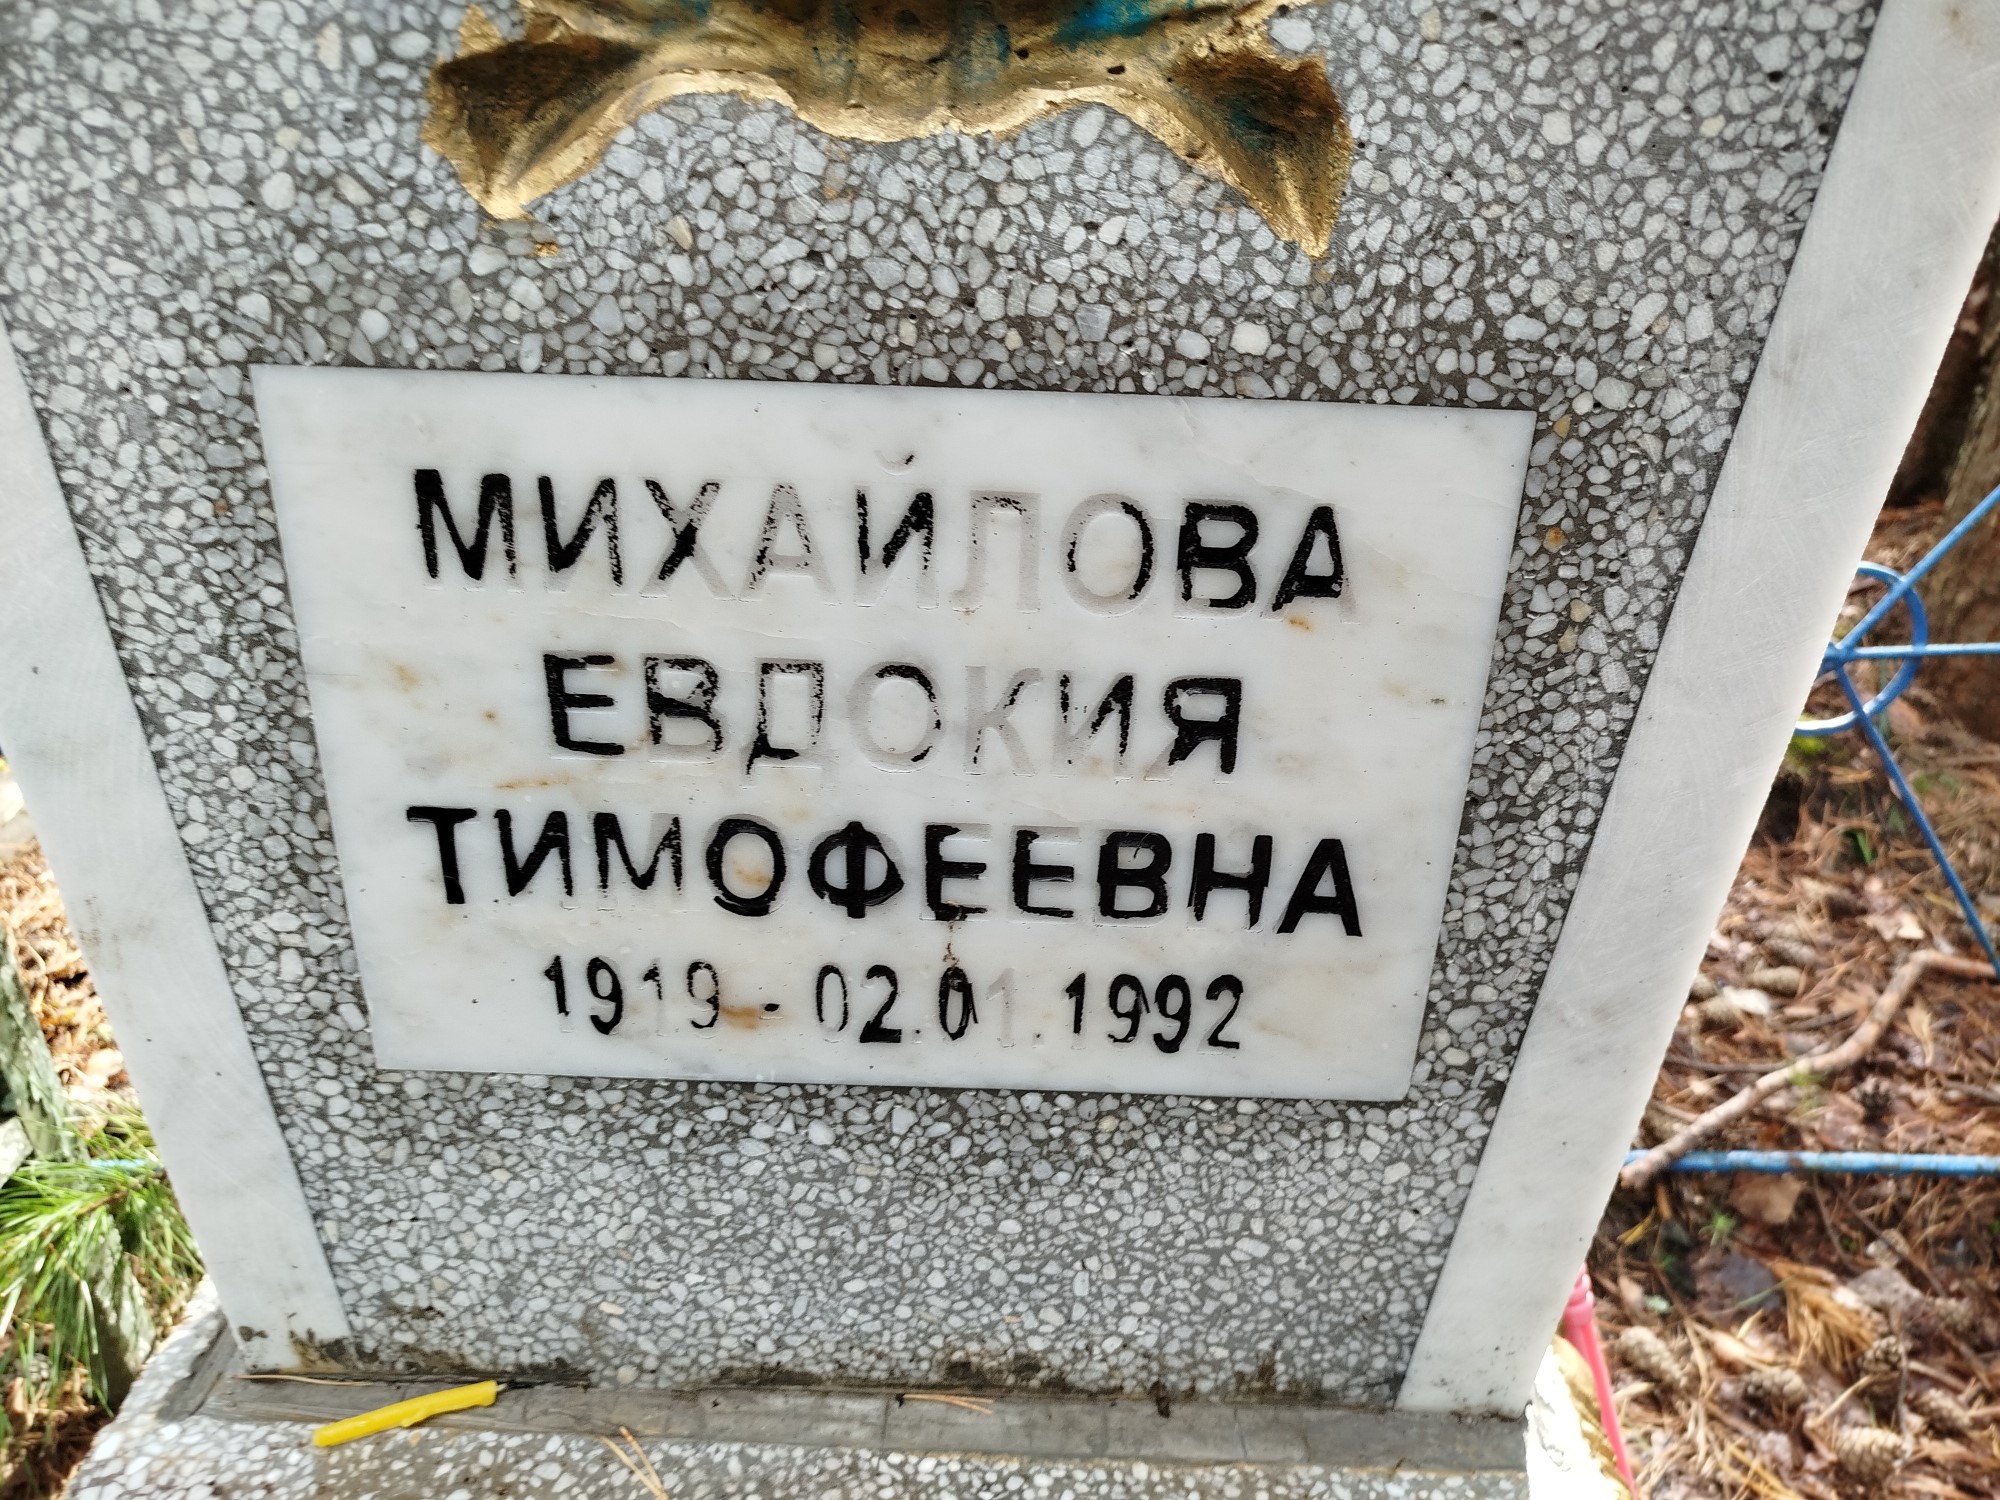 МИХАЙЛОВА
ЕВДОКИЯ
ТИМОФЕЕВНА
1919 - 02.01.1992